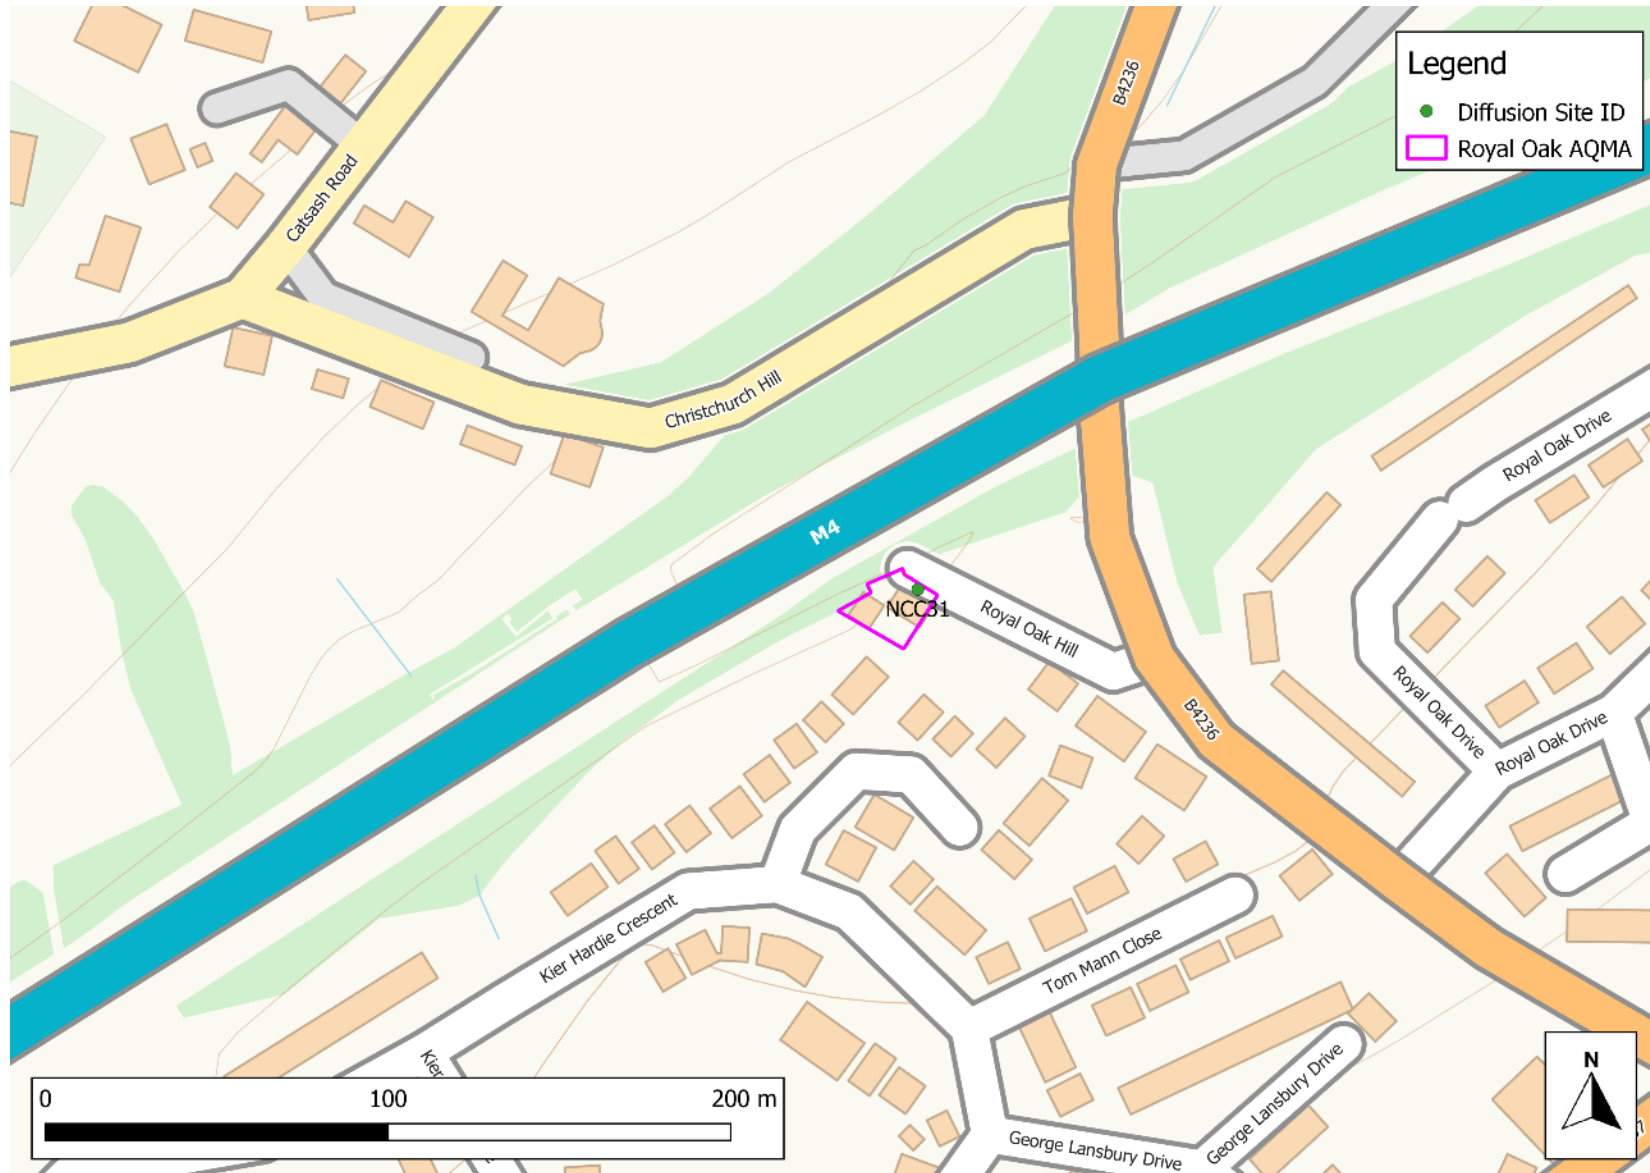 B4236
Legend
Diffusion Site ID
Royal Oak AQMA
Catsash Road
Christchurch Hill
Royal Oak Drive
M4
NCC31
Royal Oak Hill
Royal Oak Drive
B4236
Royal Oak Drive
Kier Hardie Crescent
Tom Mann Close
Kier
N
0 100 200 m
George Lansbury Drive
George Lansbury Drive